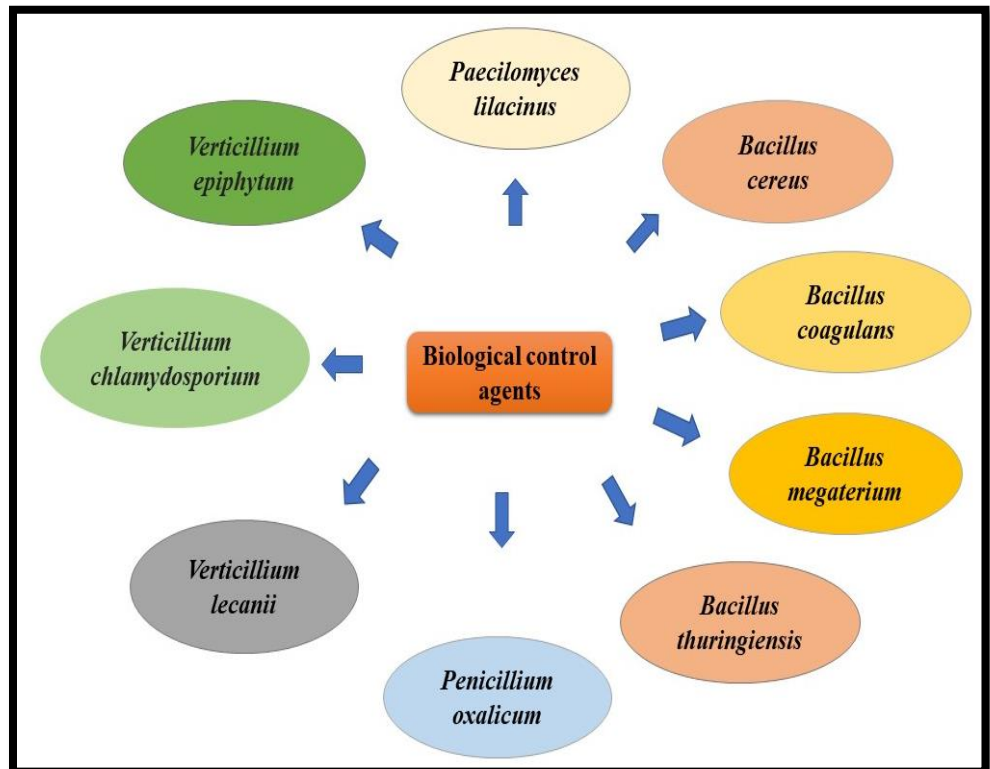 Paecilomyces
lilacinus
Verticillium
epiphytum
Bacillus
cereus
Bacillus
coagulans
Verticillium
chlamydosporium
Biological control
agents
Bacillus
megaterium
Verticillium
lecanii
Bacillus
thuringiensis
Penicillium
oxalicum